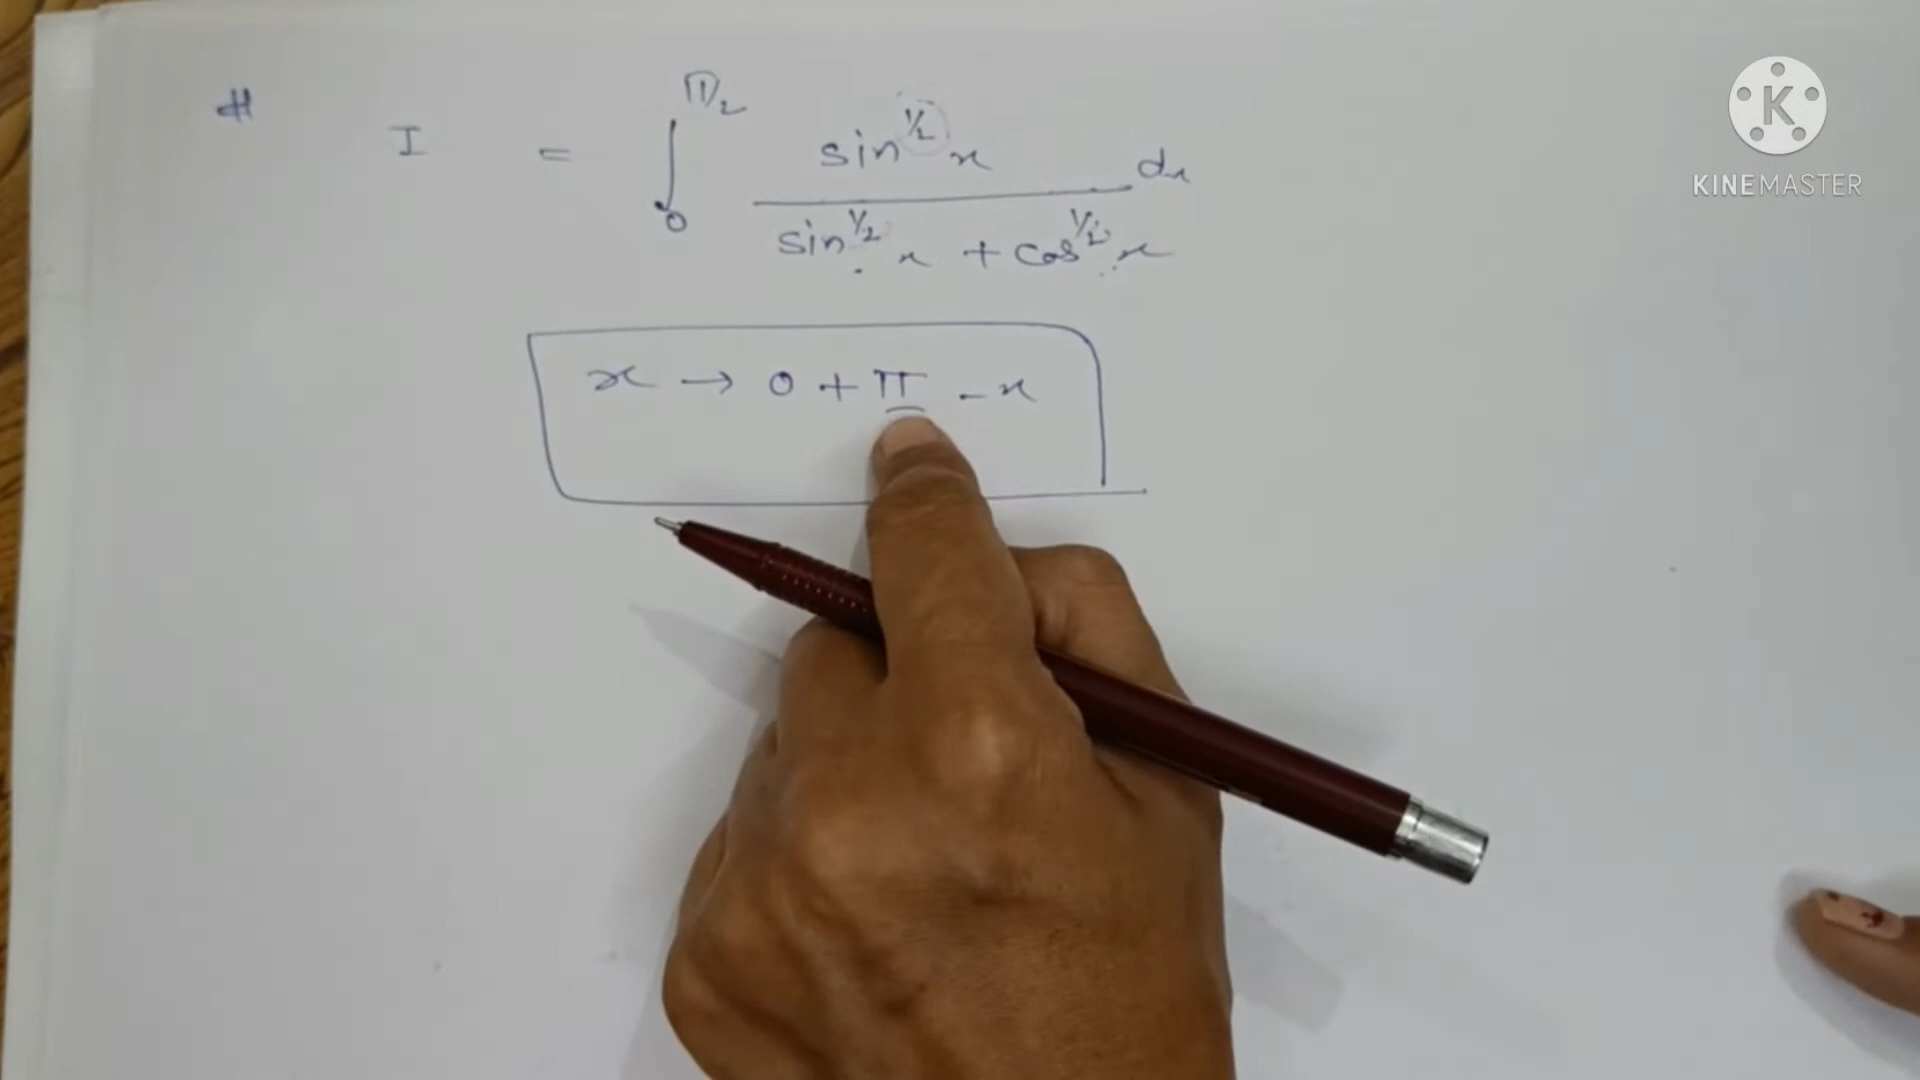 # I = ∫₀^π/2 sin^1/2 x / (sin^1/2 x + cos^1/2 x) dx
x → 0 + π - x
K
KINEMASTER